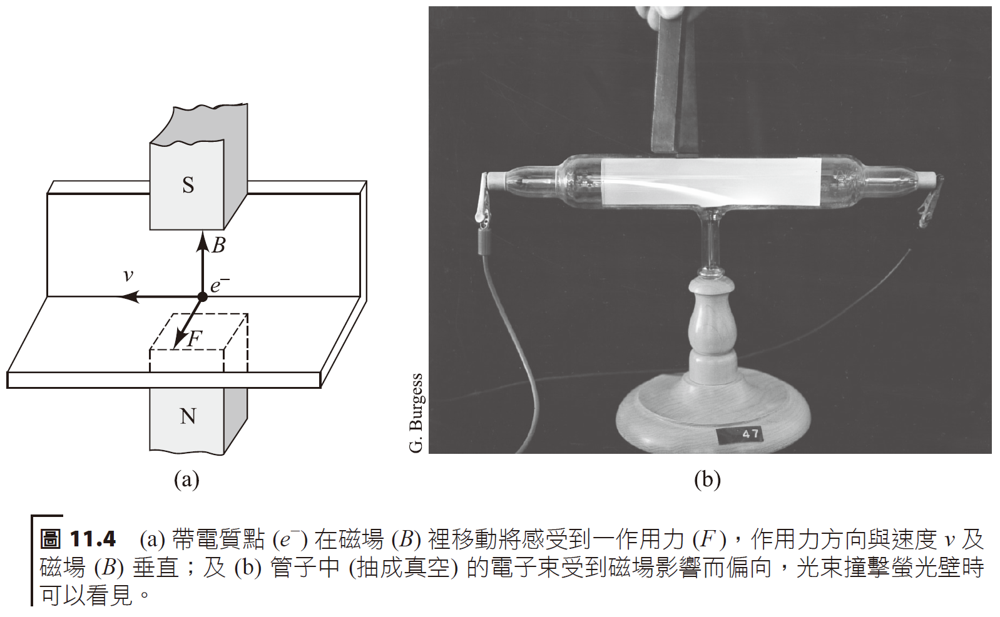 S
B
v
e⁻
F
N
G. Burgess
47
(a)
(b)
圖 11.4 (a) 帶電質點 (e⁻) 在磁場 (B) 裡移動將感受到一作用力 (F)，作用力方向與速度 v 及
磁場 (B) 垂直；及 (b) 管子中 (抽成真空) 的電子束受到磁場影響而偏向，光束撞擊螢光壁時
可以看見。